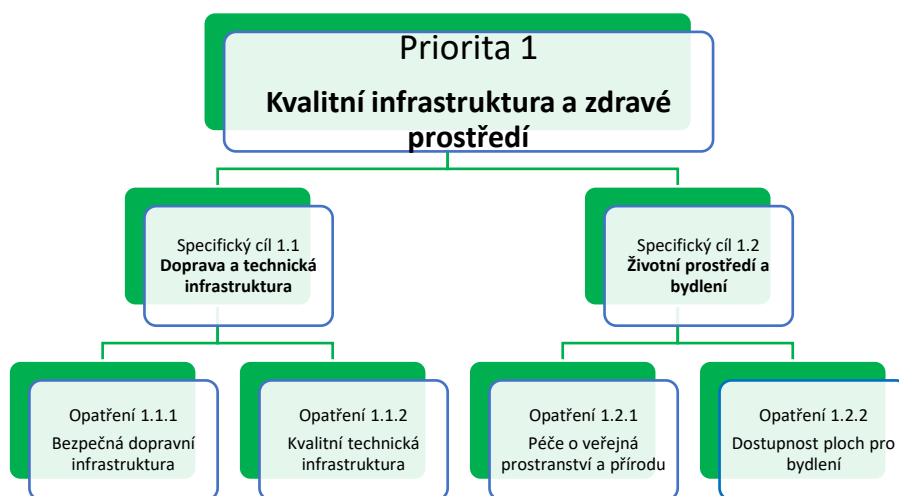 Priorita 1
Kvalitní infrastruktura a zdravé
prostředí
Specifický cíl 1.1
Doprava a technická
infrastruktura
Specifický cíl 1.2
Životní prostředí a
bydlení
Opatření 1.1.1
Bezpečná dopravní
infrastruktura
Opatření 1.1.2
Kvalitní technická
infrastruktura
Opatření 1.2.1
Péče o veřejná
prostranství a přírodu
Opatření 1.2.2
Dostupnost ploch pro
bydlení